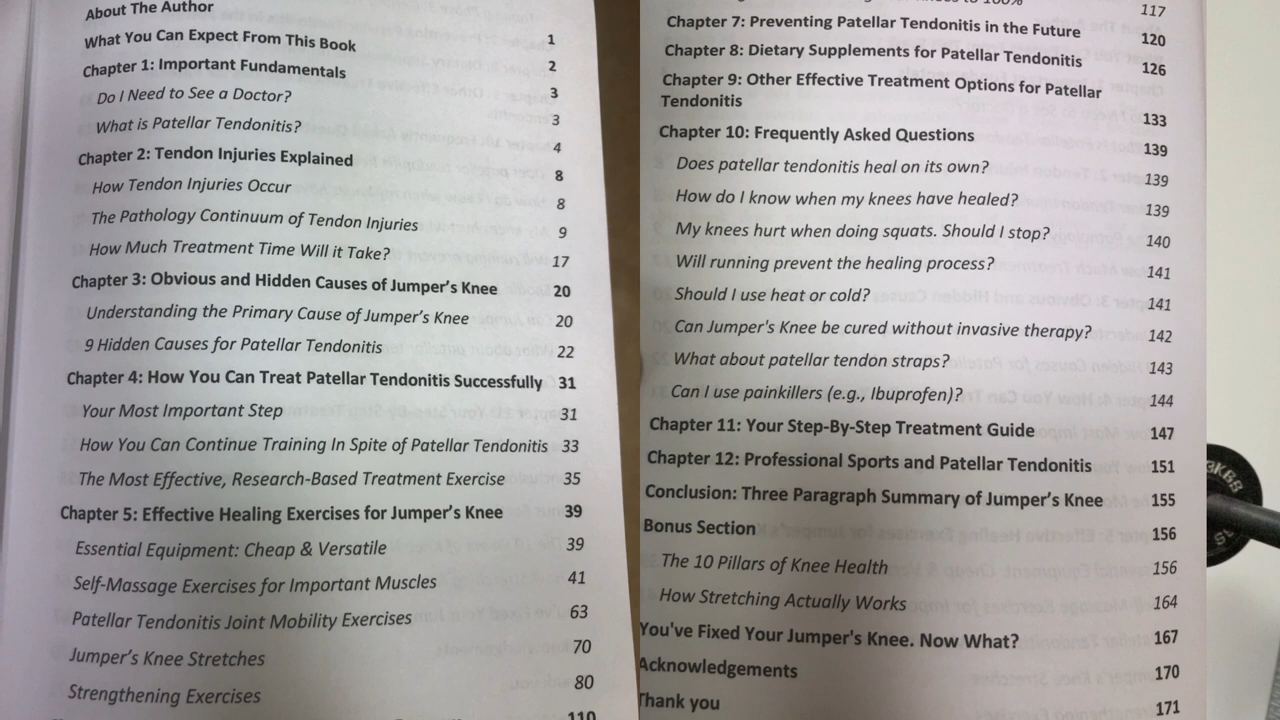 About The Author 1
What You Can Expect From This Book 2
Chapter 1: Important Fundamentals 3
Do I Need to See a Doctor? 3
What is Patellar Tendonitis? 4
Chapter 2: Tendon Injuries Explained 8
How Tendon Injuries Occur 8
The Pathology Continuum of Tendon Injuries 9
How Much Treatment Time Will it Take? 17
Chapter 3: Obvious and Hidden Causes of Jumper's Knee 20
Understanding the Primary Cause of Jumper's Knee 20
9 Hidden Causes for Patellar Tendonitis 22
Chapter 4: How You Can Treat Patellar Tendonitis Successfully 31
Your Most Important Step 31
How You Can Continue Training In Spite of Patellar Tendonitis 33
The Most Effective, Research-Based Treatment Exercise 35
Chapter 5: Effective Healing Exercises for Jumper's Knee 39
Essential Equipment: Cheap & Versatile 39
Self-Massage Exercises for Important Muscles 41
Patellar Tendonitis Joint Mobility Exercises 63
Jumper's Knee Stretches 70
Strengthening Exercises 80
110
to 100% 117
Chapter 7: Preventing Patellar Tendonitis in the Future 120
Chapter 8: Dietary Supplements for Patellar Tendonitis 126
Chapter 9: Other Effective Treatment Options for Patellar
Tendonitis 133
Chapter 10: Frequently Asked Questions 139
Does patellar tendonitis heal on its own? 139
How do I know when my knees have healed? 139
My knees hurt when doing squats. Should I stop? 140
Will running prevent the healing process? 141
Should I use heat or cold? 141
Can Jumper's Knee be cured without invasive therapy? 142
What about patellar tendon straps? 143
Can I use painkillers (e.g., Ibuprofen)? 144
Chapter 11: Your Step-By-Step Treatment Guide 147
Chapter 12: Professional Sports and Patellar Tendonitis 151
Conclusion: Three Paragraph Summary of Jumper's Knee 155
Bonus Section 156
The 10 Pillars of Knee Health 156
How Stretching Actually Works 164
You've Fixed Your Jumper's Knee. Now What? 167
Acknowledgements 170
Thank you 171